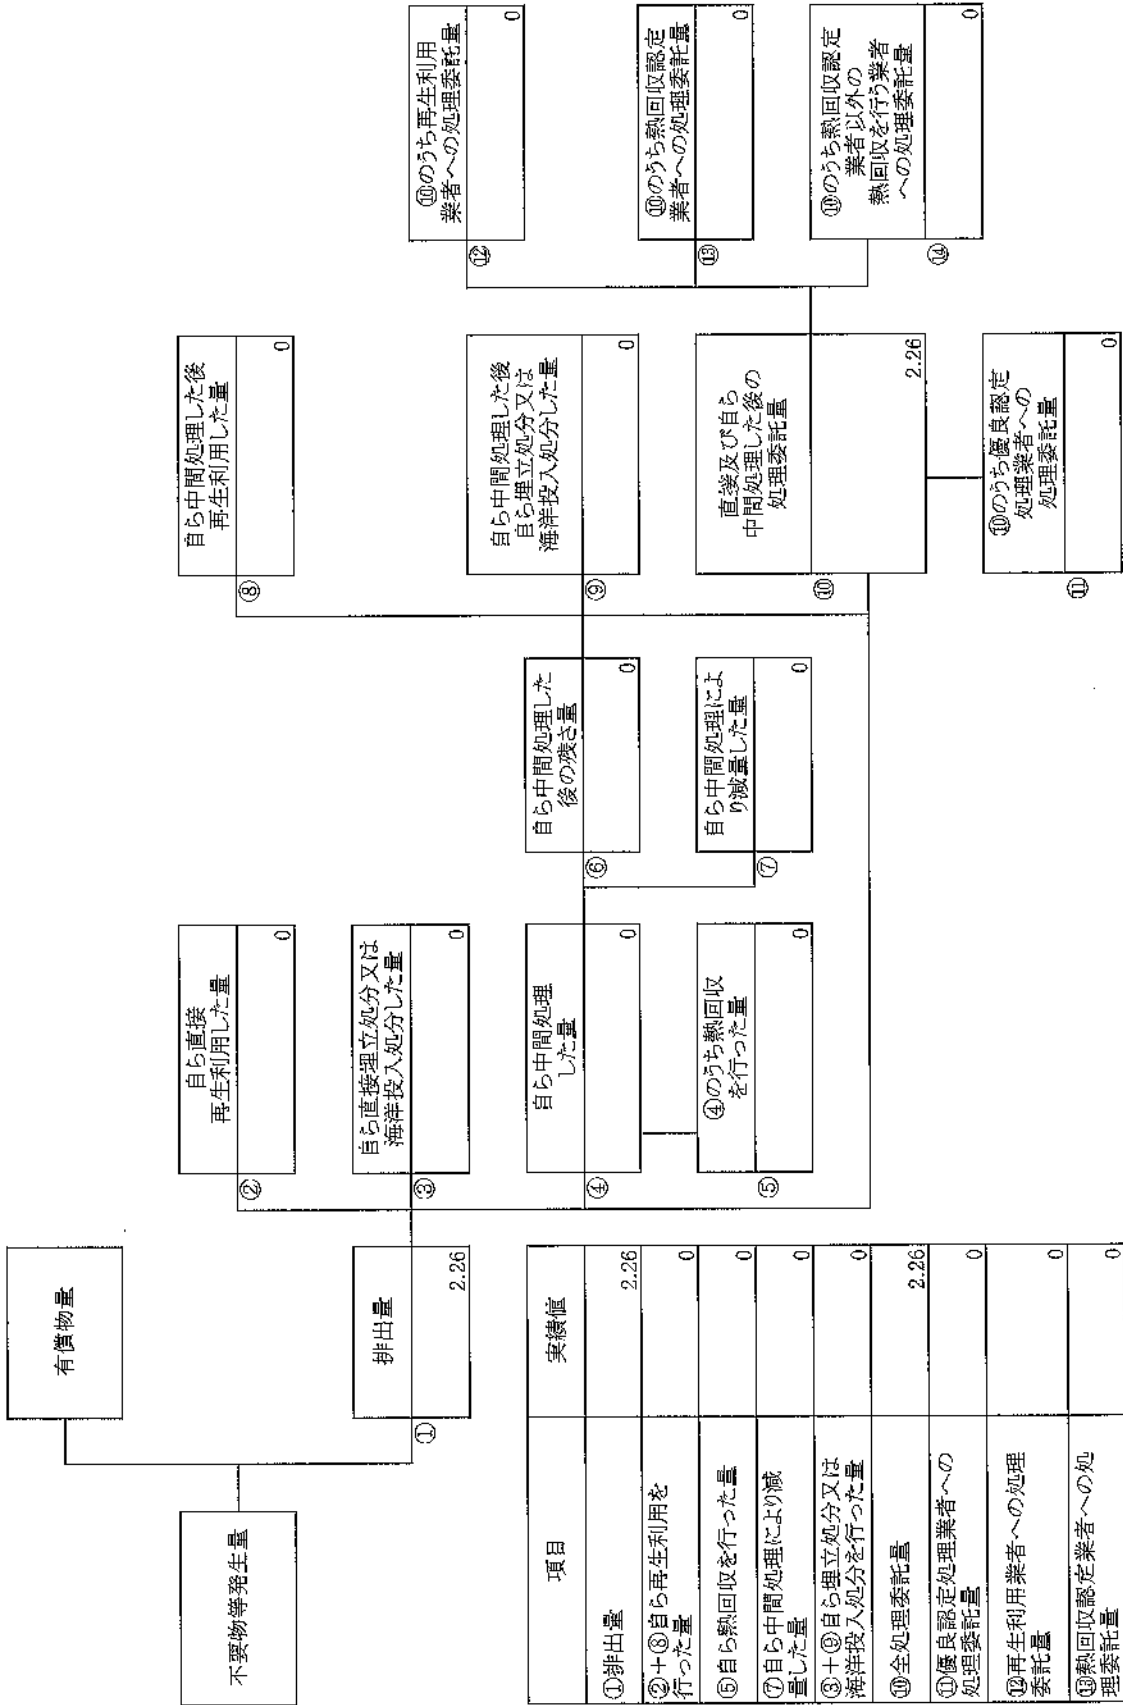 不要物等発生量
有償物量
①
排出量
2.26
②
自ら直接
再生利用した量
0
③
自ら直接埋立処分又は
海洋投入処分した量
0
④
自ら中間処理
した量
0
⑤
④のうち熱回収
を行った量
0
⑥
自ら中間処理した
後の残さ量
0
⑦
自ら中間処理によ
り減量した量
0
⑧
自ら中間処理した後
再生利用した量
0
⑨
自ら中間処理した後
自ら埋立処分又は
海洋投入処分した量
0
⑩
直接及び自ら
中間処理した後の
処理委託量
2.26
⑪
⑩のうち優良認定
処理業者への
処理委託量
0
⑫
⑩のうち再生利用
業者への処理委託量
0
⑬
⑩のうち熱回収認定
業者への処理委託量
0
⑭
⑩のうち熱回収認定
業者以外の
熱回収を行う業者
への処理委託量
0
項目 実績値
①排出量 2.26
②+⑧自ら再生利用を
行った量 0
⑤自ら熱回収を行った量 0
⑦自ら中間処理により減
量した量 0
③+⑨自ら埋立処分又は
海洋投入処分を行った量 0
⑩全処理委託量 2.26
⑪優良認定処理業者への
処理委託量 0
⑫再生利用業者への処理
委託量 0
⑬熱回収認定業者への処
理委託量 0